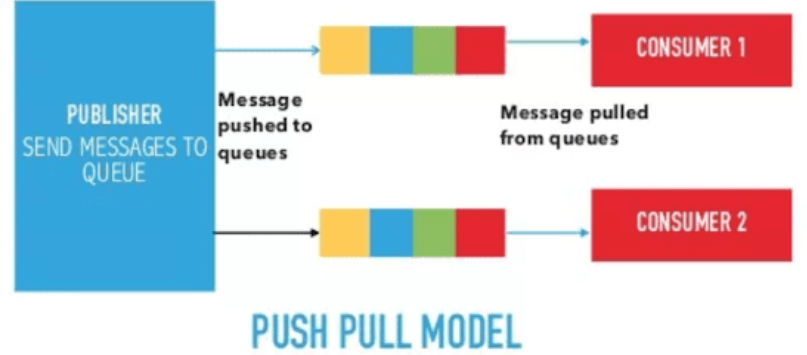 PUBLISHER
SEND MESSAGES TO
QUEUE
Message
pushed to
queues
Message pulled
from queues
CONSUMER 1
CONSUMER 2
PUSH PULL MODEL